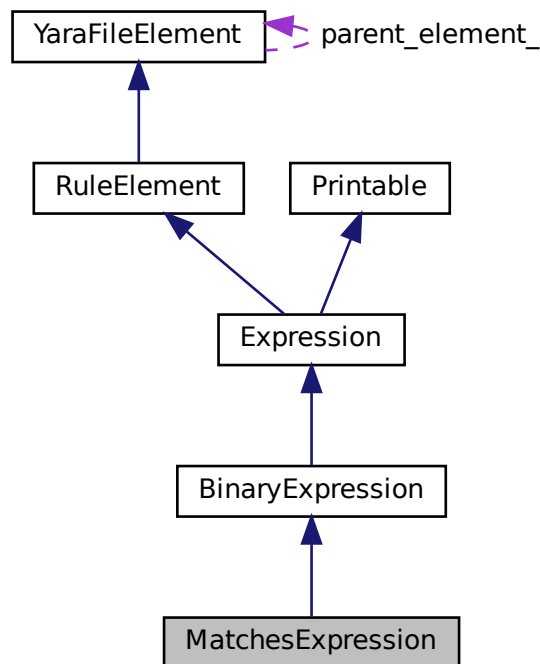 YaraFileElement
parent_element_
RuleElement
Printable
Expression
BinaryExpression
MatchesExpression